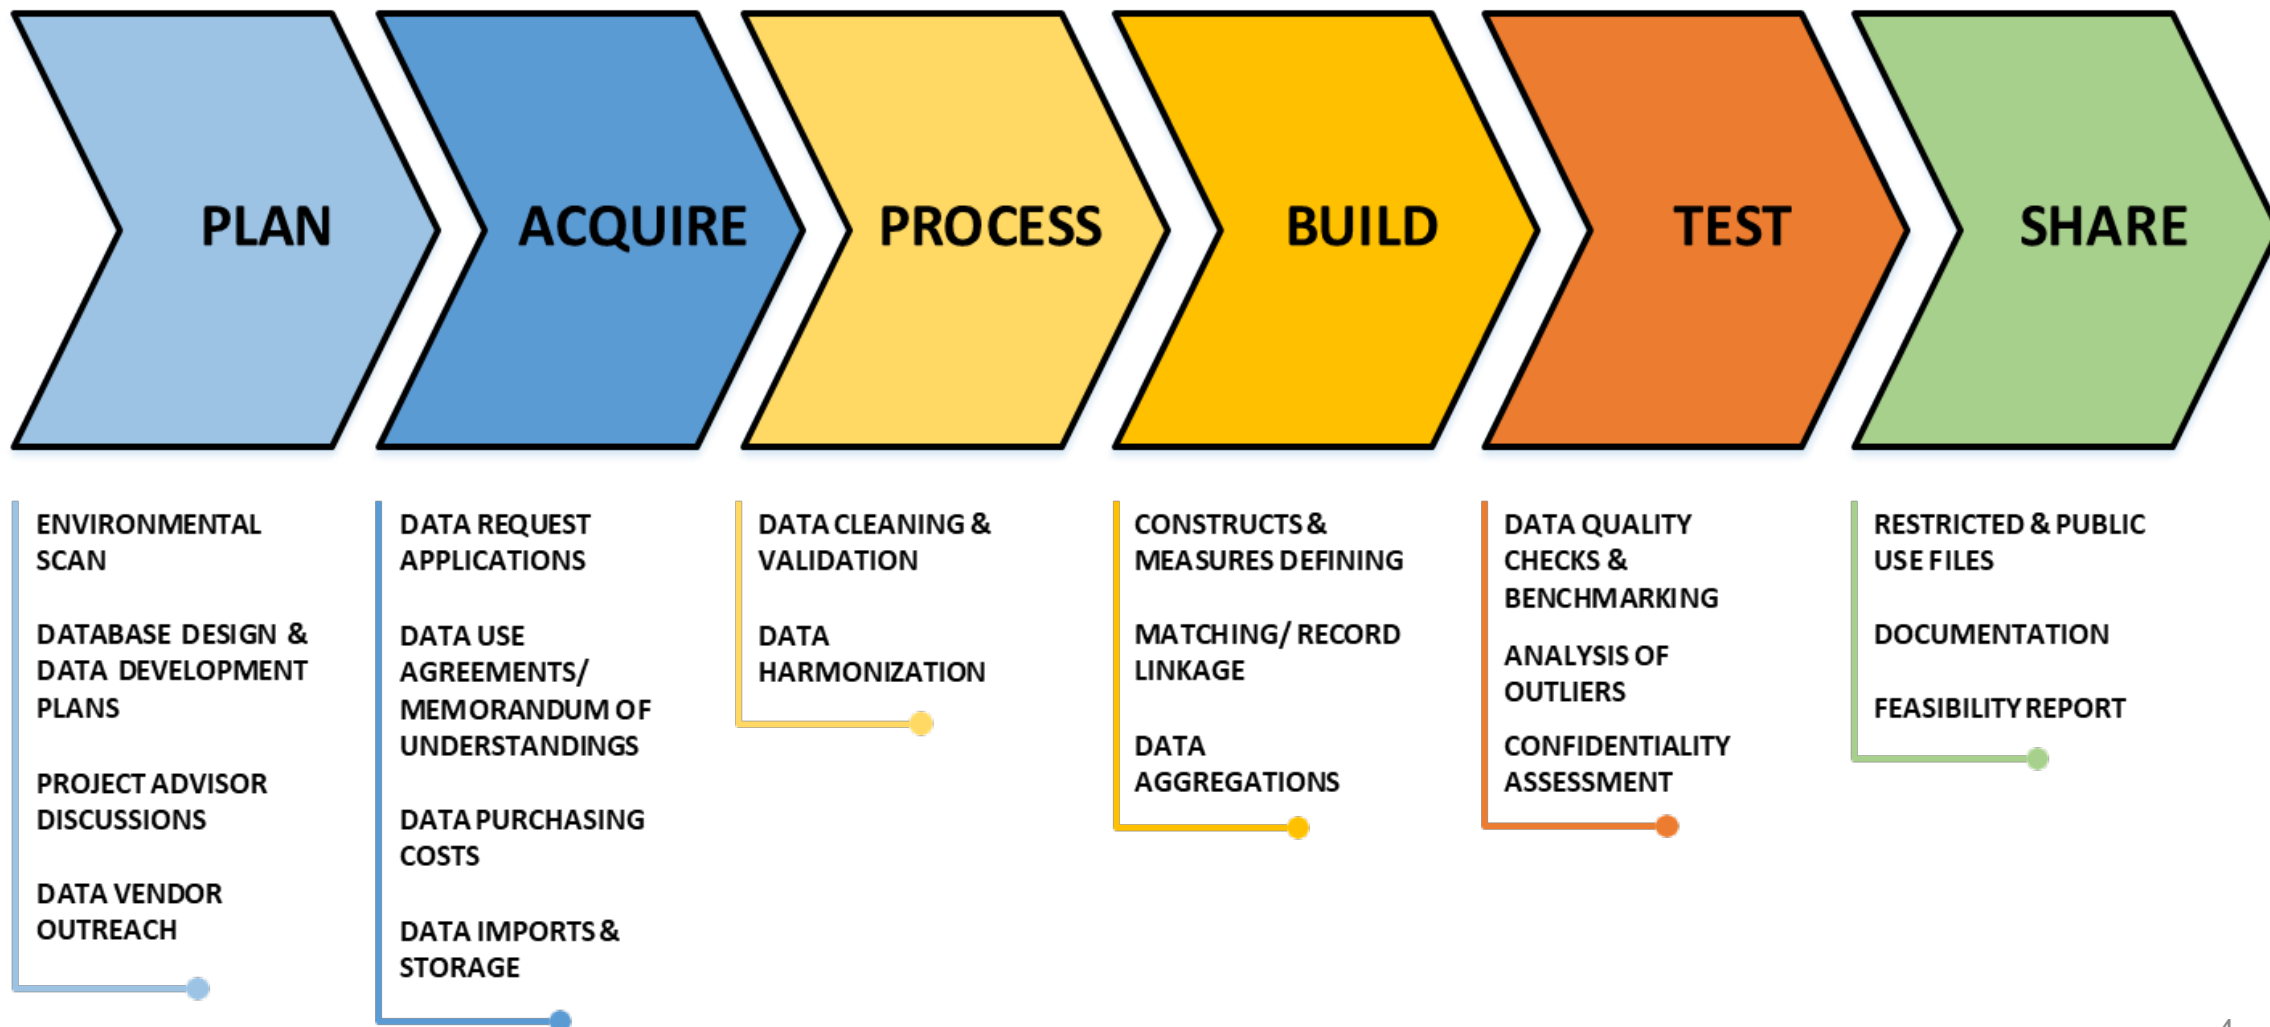 PLAN
ACQUIRE
PROCESS
BUILD
TEST
SHARE
ENVIRONMENTAL
SCAN
DATABASE DESIGN &
DATA DEVELOPMENT
PLANS
PROJECT ADVISOR
DISCUSSIONS
DATA VENDOR
OUTREACH
DATA REQUEST
APPLICATIONS
DATA USE
AGREEMENTS/
MEMORANDUM OF
UNDERSTANDINGS
DATA PURCHASING
COSTS
DATA IMPORTS &
STORAGE
DATA CLEANING &
VALIDATION
DATA
HARMONIZATION
CONSTRUCTS &
MEASURES DEFINING
MATCHING/ RECORD
LINKAGE
DATA
AGGREGATIONS
DATA QUALITY
CHECKS &
BENCHMARKING
ANALYSIS OF
OUTLIERS
CONFIDENTIALITY
ASSESSMENT
RESTRICTED & PUBLIC
USE FILES
DOCUMENTATION
FEASIBILITY REPORT
4